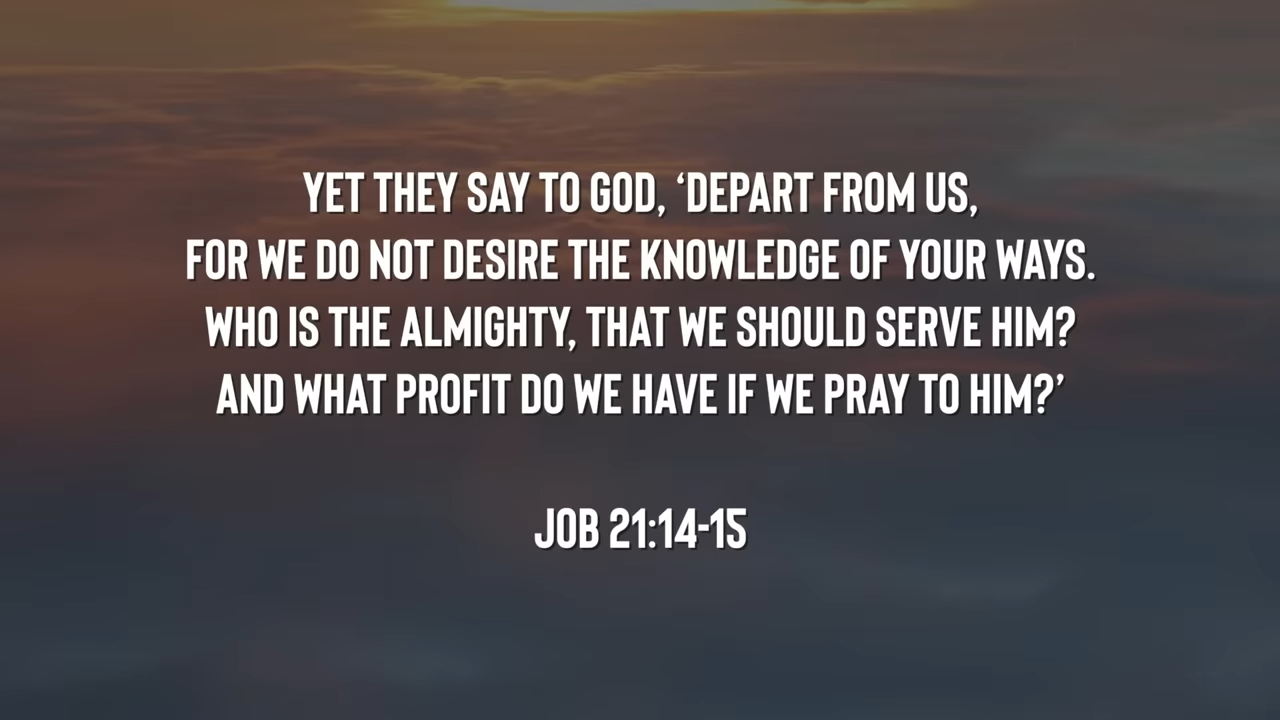 YET THEY SAY TO GOD, ‘DEPART FROM US,
FOR WE DO NOT DESIRE THE KNOWLEDGE OF YOUR WAYS.
WHO IS THE ALMIGHTY, THAT WE SHOULD SERVE HIM?
AND WHAT PROFIT DO WE HAVE IF WE PRAY TO HIM?’
JOB 21:14-15